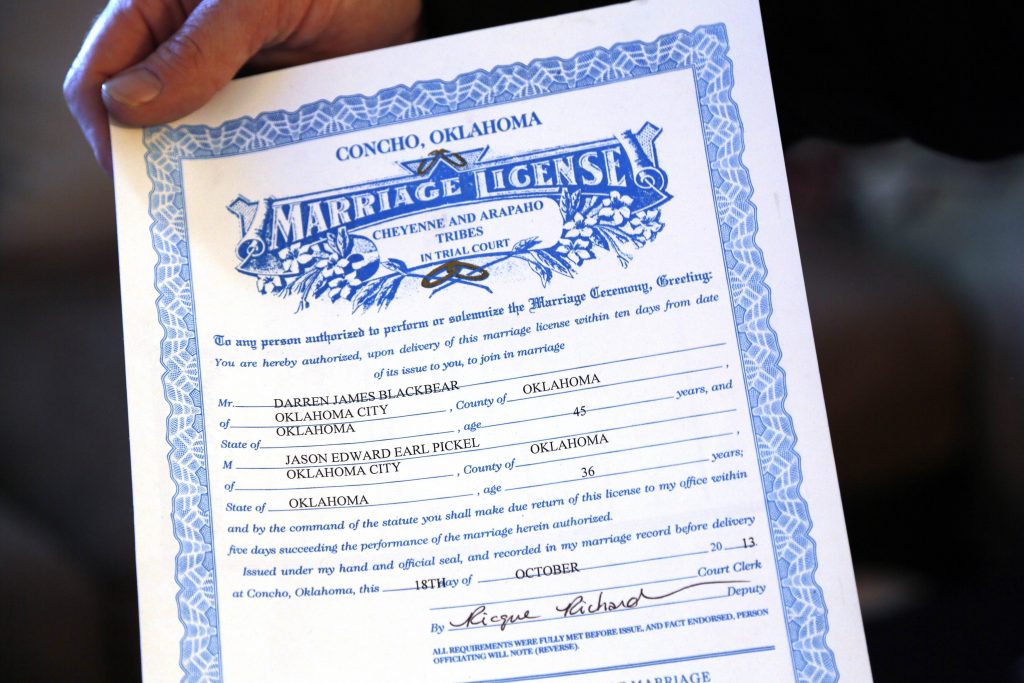 CONCHO, OKLAHOMA
MARRIAGE LICENSE
CHEYENNE AND ARAPAHO
TRIBES
IN TRIAL COURT
To any person authorized to perform or solemnize the Marriage Ceremony, Greeting:
You are hereby authorized, upon delivery of this marriage license within ten days from date
of its issue to you, to join in marriage
Mr. DARREN JAMES BLACKBEAR
of OKLAHOMA CITY, County of OKLAHOMA,
State of OKLAHOMA, age 45 years, and
M JASON EDWARD EARL PICKEL
of OKLAHOMA CITY, County of OKLAHOMA,
State of OKLAHOMA, age 36 years;
and by the command of the statute you shall make due return of this license to my office within
five days succeeding the performance of the marriage herein authorized.
Issued under my hand and official seal, and recorded in my marriage record before delivery
at Concho, Oklahoma, this 18TH ay of OCTOBER 20 13.
Court Clerk
By Ricque Richard Deputy
ALL REQUIREMENTS WERE FULLY MET BEFORE ISSUE, AND FACT ENDORSED, PERSON
OFFICIATING WILL NOTE (REVERSE).
MARRIAGE